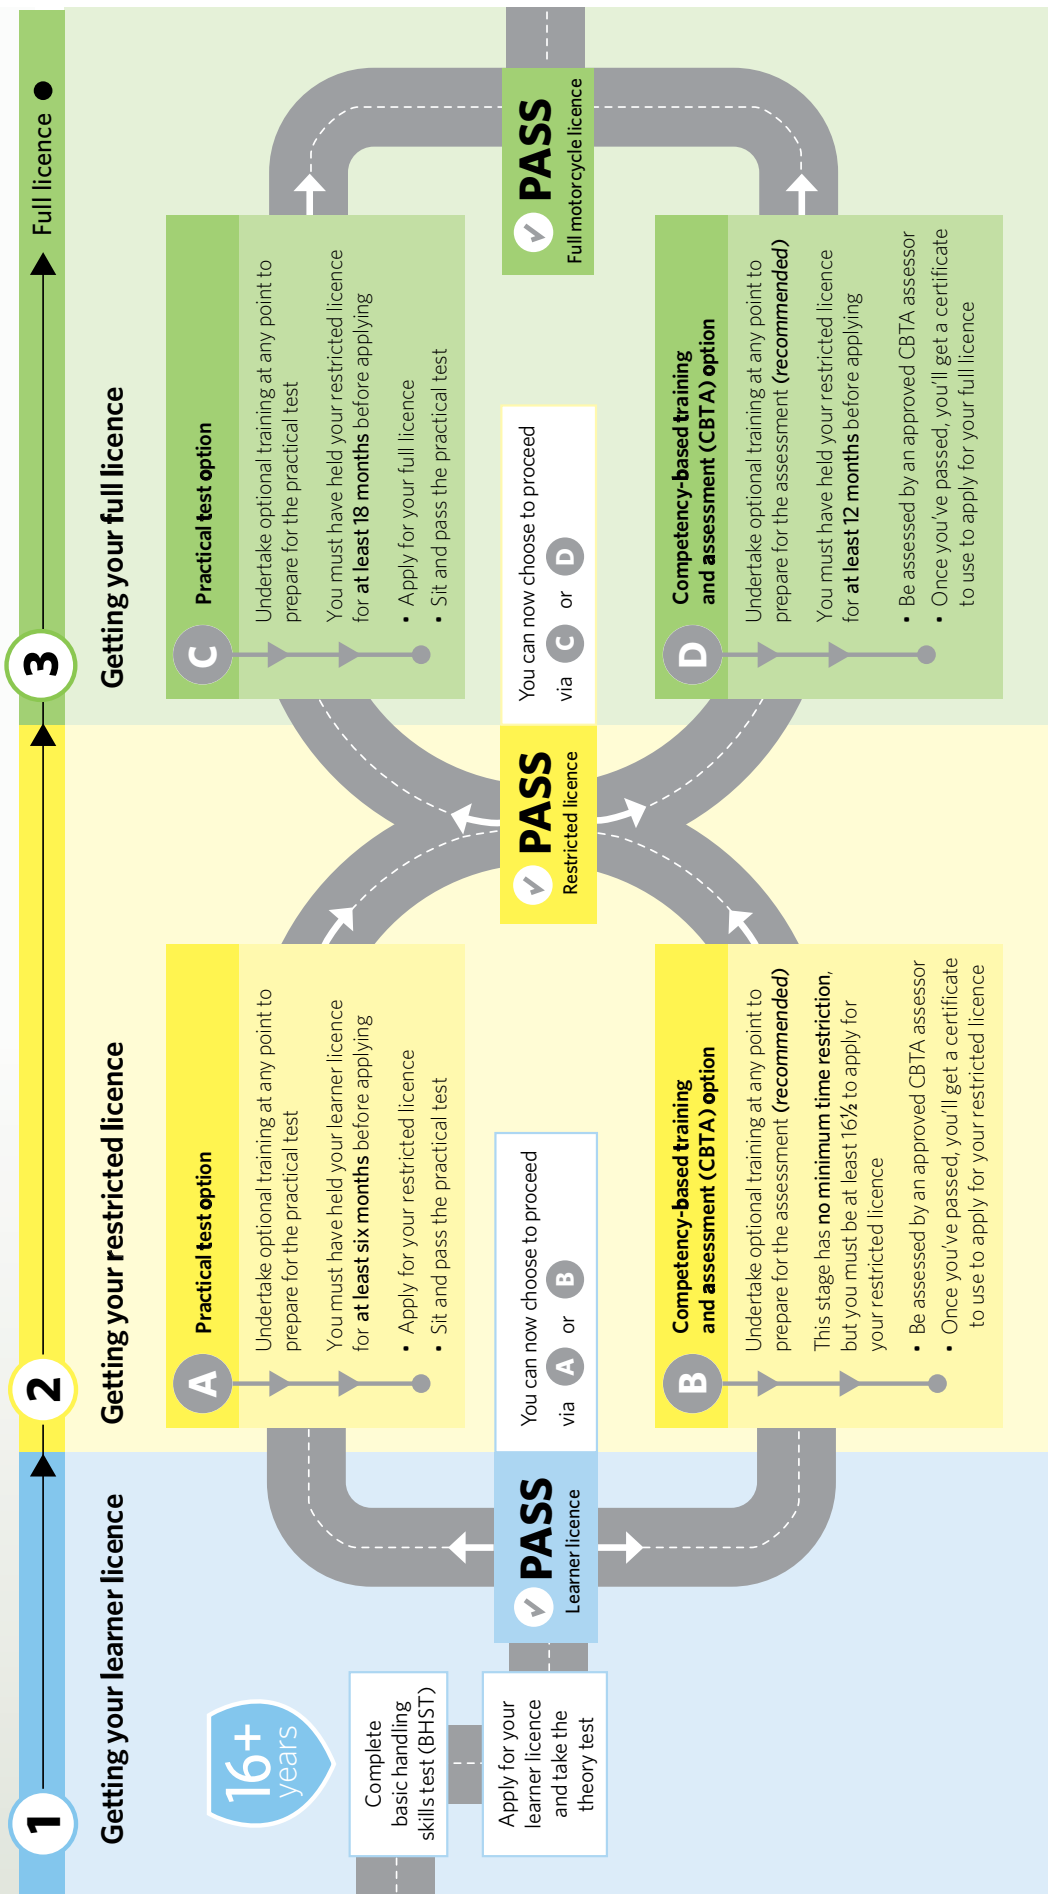 1
2
3
Full licence
Getting your learner licence
16+
years
Complete
basic handling
skills test (BHST)
Apply for your
learner licence
and take the
theory test
PASS
Learner licence
You can now choose to proceed
via A or B
Getting your restricted licence
A
Practical test option
Undertake optional training at any point to
prepare for the practical test
You must have held your learner licence
for at least six months before applying
• Apply for your restricted licence
• Sit and pass the practical test
B
Competency-based training
and assessment (CBTA) option
Undertake optional training at any point to
prepare for the assessment (recommended)
This stage has no minimum time restriction,
but you must be at least 16½ to apply for
your restricted licence
• Be assessed by an approved CBTA assessor
• Once you've passed, you'll get a certificate
to use to apply for your restricted licence
PASS
Restricted licence
You can now choose to proceed
via C or D
Getting your full licence
C
Practical test option
Undertake optional training at any point to
prepare for the practical test
You must have held your restricted licence
for at least 18 months before applying
• Apply for your full licence
• Sit and pass the practical test
D
Competency-based training
and assessment (CBTA) option
Undertake optional training at any point to
prepare for the assessment (recommended)
You must have held your restricted licence
for at least 12 months before applying
• Be assessed by an approved CBTA assessor
• Once you've passed, you'll get a certificate
to use to apply for your full licence
PASS
Full motorcycle licence